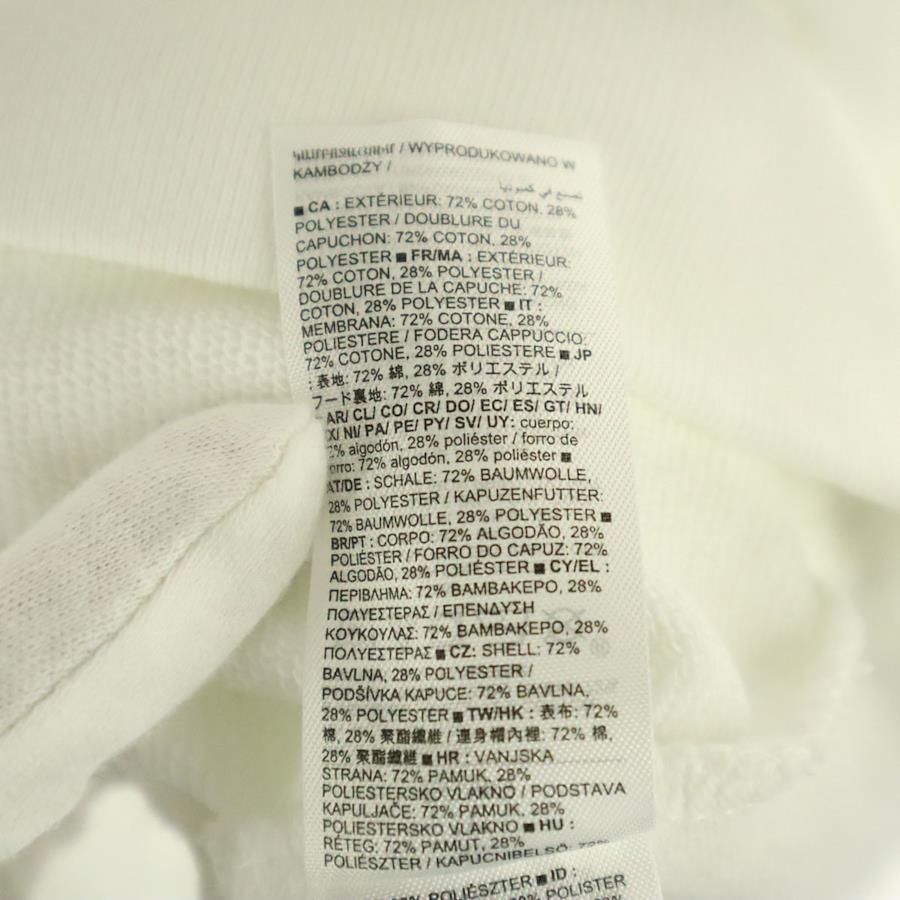 / WYPRODUKOWANO W
KAMBODŻY /
تصنع في كمبوديا
■ CA : EXTÉRIEUR: 72% COTON, 28%
POLYESTER / DOUBLURE DU
CAPUCHON: 72% COTON, 28%
POLYESTER ■ FR/MA : EXTÉRIEUR:
72% COTON, 28% POLYESTER /
DOUBLURE DE LA CAPUCHE: 72%
COTON, 28% POLYESTER ■ IT :
MEMBRANA: 72% COTONE, 28%
POLIESTERE / FODERA CAPPUCCIO:
72% COTONE, 28% POLIESTERE ■ JP
: 表地: 72% 綿, 28% ポリエステル /
フード裏地: 72% 綿, 28% ポリエステル
AR/ CL/ CO/ CR/ DO/ EC/ ES/ GT/ HN/
X/ NI/ PA/ PE/ PY/ SV/ UY: cuerpo:
% algodón, 28% poliéster / forro de
orro: 72% algodón, 28% poliéster ■
AT/DE : SCHALE: 72% BAUMWOLLE,
28% POLYESTER / KAPUZENFUTTER:
72% BAUMWOLLE, 28% POLYESTER ■
BR/PT : CORPO: 72% ALGODÃO, 28%
POLIÉSTER / FORRO DO CAPUZ: 72%
ALGODÃO, 28% POLIÉSTER ■ CY/EL :
ΠΕΡΙΒΛΗΜΑ: 72% ΒΑΜΒΑΚΕΡΟ, 28%
ΠΟΛΥΕΣΤΕΡΑΣ / ΕΠΕΝΔΥΣΗ
ΚΟΥΚΟΥΛΑΣ: 72% ΒΑΜΒΑΚΕΡΟ, 28%
ΠΟΛΥΕΣΤΕΡΑΣ ■ CZ: SHELL: 72%
BAVLNA, 28% POLYESTER /
PODŠÍVKA KAPUCE: 72% BAVLNA,
28% POLYESTER ■ TW/HK : 表布: 72%
棉, 28% 聚酯纖維 / 連身帽內裡: 72% 棉,
28% 聚酯纖維 ■ HR : VANJSKA
STRANA: 72% PAMUK, 28%
POLIESTERSKO VLAKNO / PODSTAVA
KAPULJAČE: 72% PAMUK, 28%
POLIESTERSKO VLAKNO ■ HU :
RÉTEG: 72% PAMUT, 28%
POLIÉSZTER / KAPUCNIBELSŐ: 72%
POLIÉSZTER ■ ID :
POLISTER